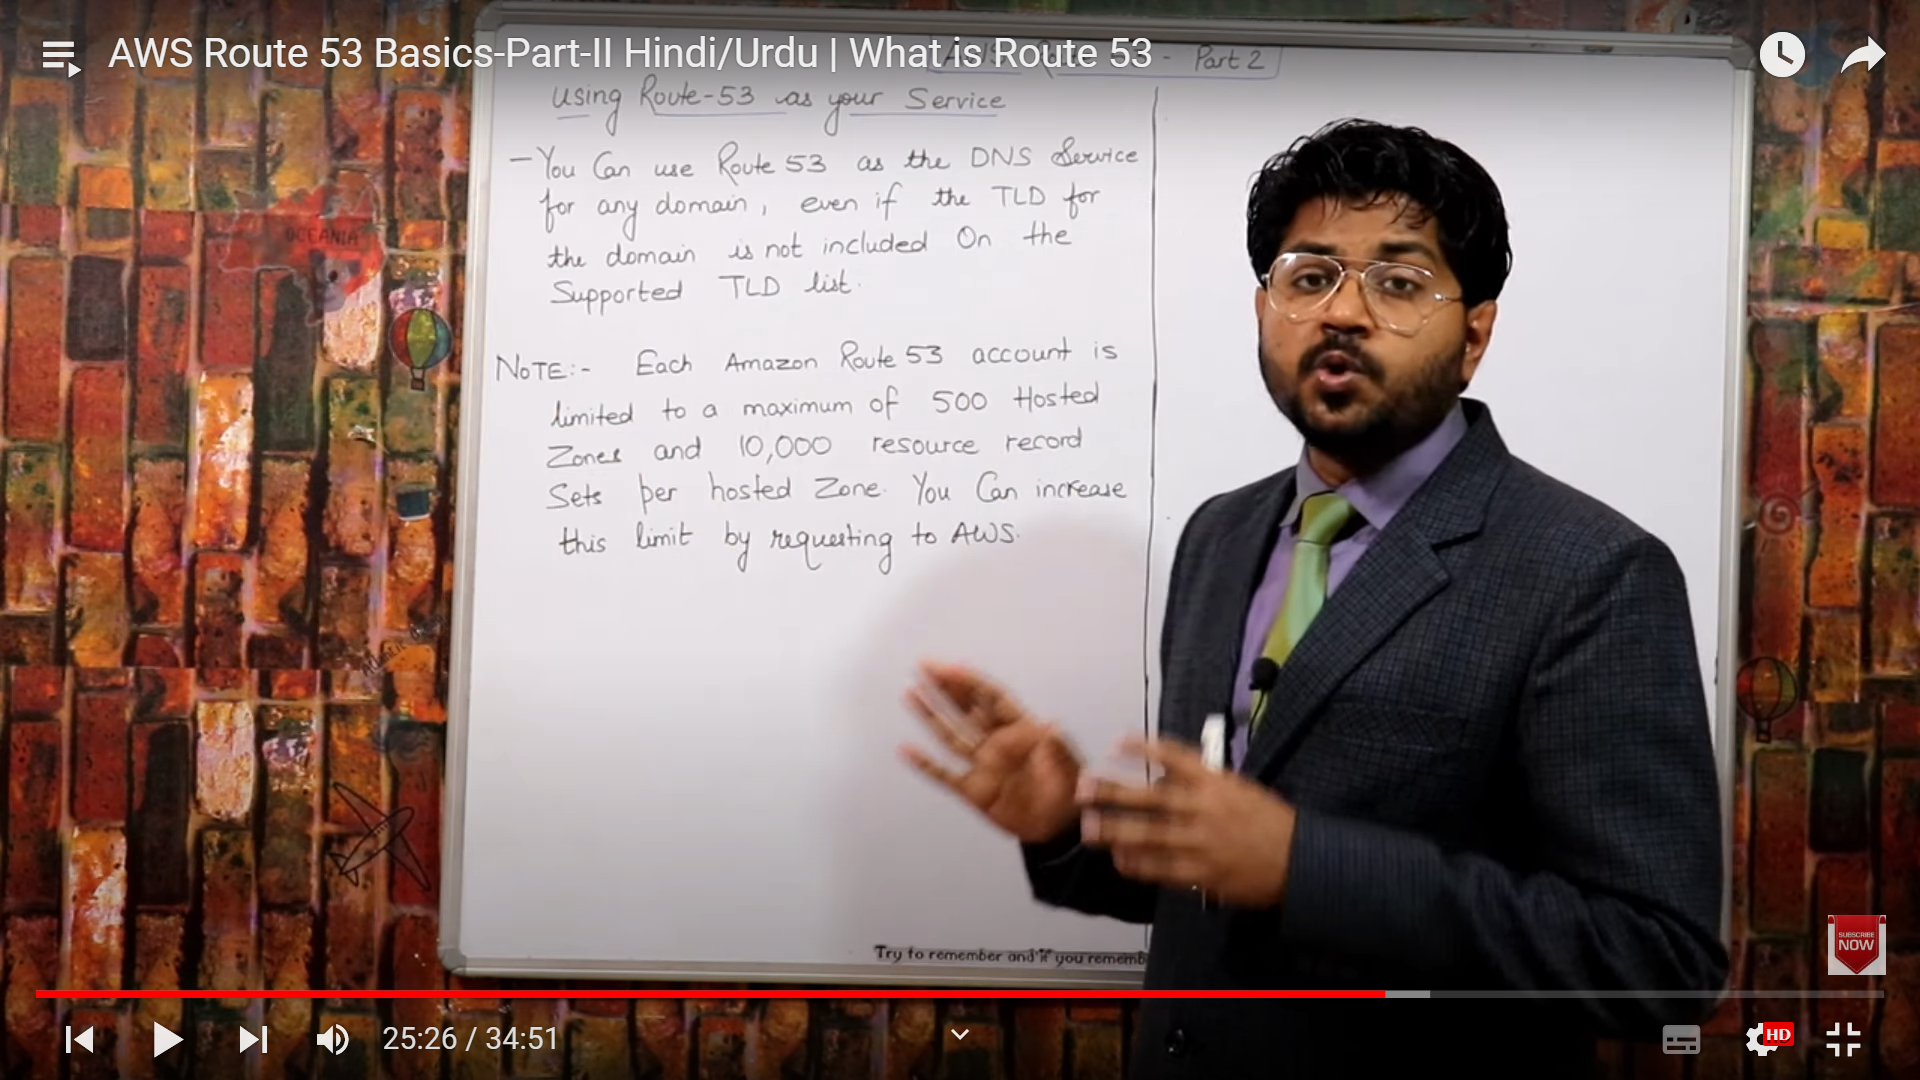 AWS Route 53 Basics-Part-II Hindi/Urdu | What is Route 53
Part 2
Using Route-53 as your Service
- You Can use Route 53 as the DNS Service
for any domain, even if the TLD for
the domain is not included On the
Supported TLD list.
NOTE:- Each Amazon Route 53 account is
limited to a maximum of 500 Hosted
Zones and 10,000 resource record
Sets per hosted Zone. You Can increase
this limit by requesting to AWS.
OCEANIA
Try to remember and if you rememb
SUBSCRIBE
NOW
25:26 / 34:51
HD